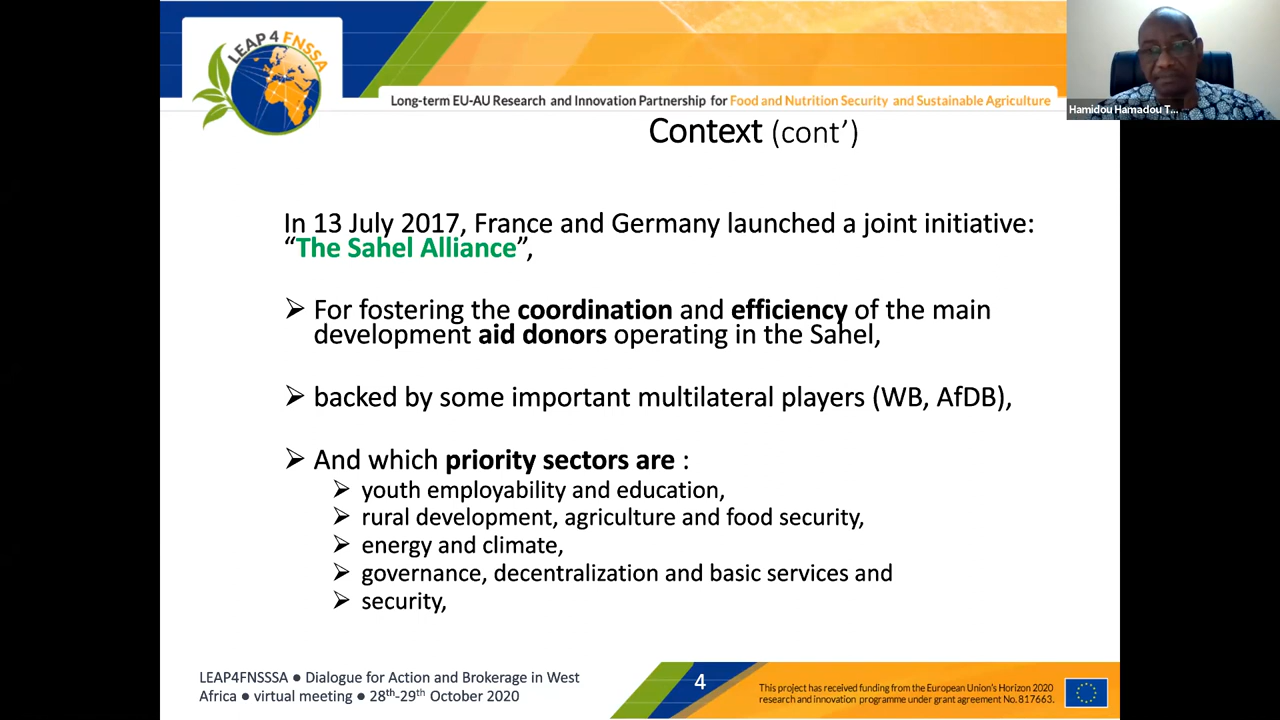 LEAP4 FNSSA
Long-term EU-AU Research and Innovation Partnership for Food and Nutrition Security and Sustainable Agriculture
Hamidou Hamadou T...
Context (cont’)
In 13 July 2017, France and Germany launched a joint initiative:
“The Sahel Alliance”,
➢ For fostering the coordination and efficiency of the main
development aid donors operating in the Sahel,
➢ backed by some important multilateral players (WB, AfDB),
➢ And which priority sectors are :
➢ youth employability and education,
➢ rural development, agriculture and food security,
➢ energy and climate,
➢ governance, decentralization and basic services and
➢ security,
LEAP4FNSSSA ● Dialogue for Action and Brokerage in West
Africa ● virtual meeting ● 28th-29th October 2020
4
This project has received funding from the European Union's Horizon 2020
research and innovation programme under grant agreement No. 817663.